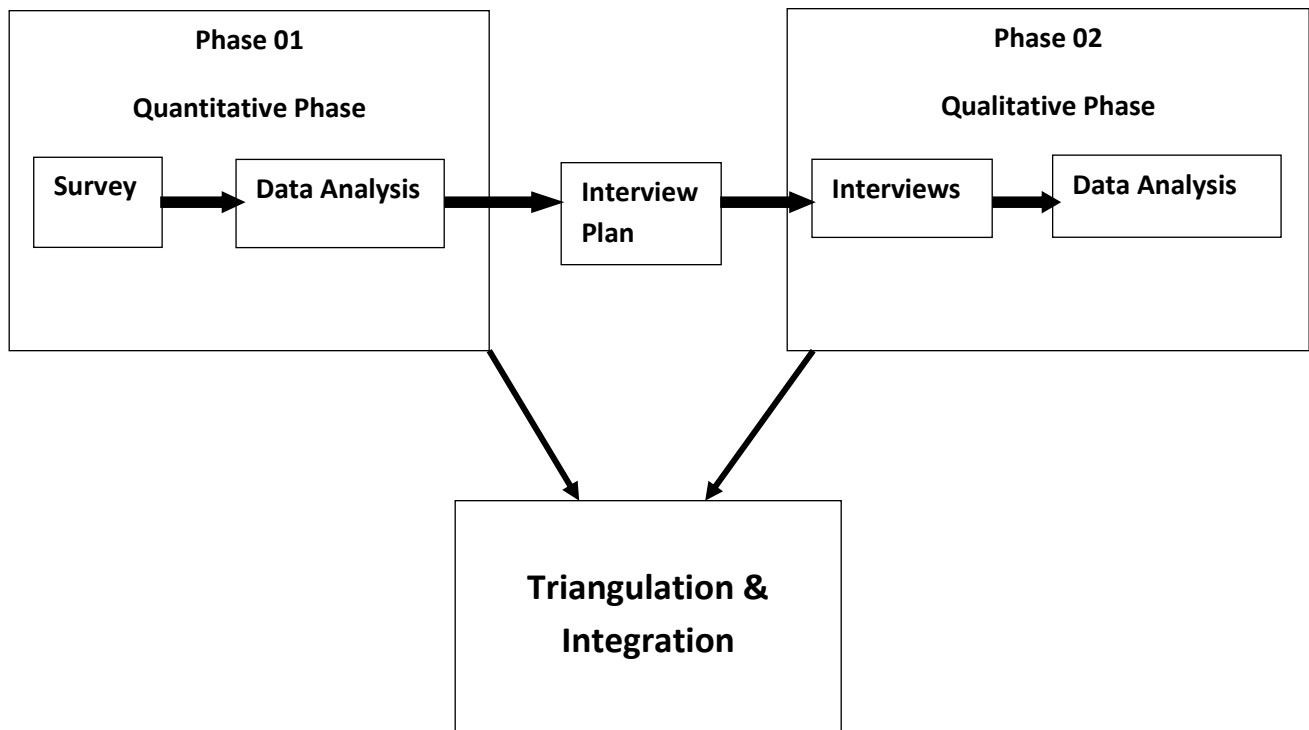 Phase 01
Quantitative Phase
Survey
Data Analysis
Interview
Plan
Phase 02
Qualitative Phase
Interviews
Data Analysis
Triangulation &
Integration